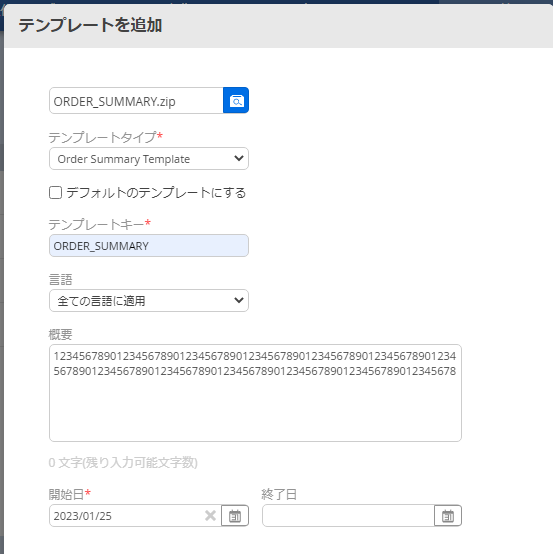 テンプレートを追加
ORDER_SUMMARY.zip
テンプレートタイプ*
Order Summary Template
デフォルトのテンプレートにする
テンプレートキー*
ORDER_SUMMARY
言語
全ての言語に適用
概要
1234567890123456789012345678901234567890123456789012345678901234
5678901234567890123456789012345678901234567890123456789012345678
0 文字(残り入力可能文字数)
開始日* 終了日
2023/01/25